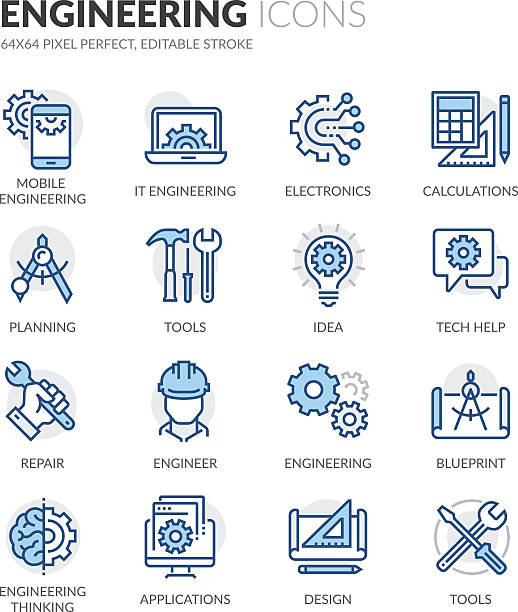 ENGINEERING ICONS
64X64 PIXEL PERFECT, EDITABLE STROKE
MOBILE
ENGINEERING
IT ENGINEERING
ELECTRONICS
CALCULATIONS
PLANNING
TOOLS
IDEA
TECH HELP
REPAIR
ENGINEER
ENGINEERING
BLUEPRINT
ENGINEERING
THINKING
APPLICATIONS
DESIGN
TOOLS